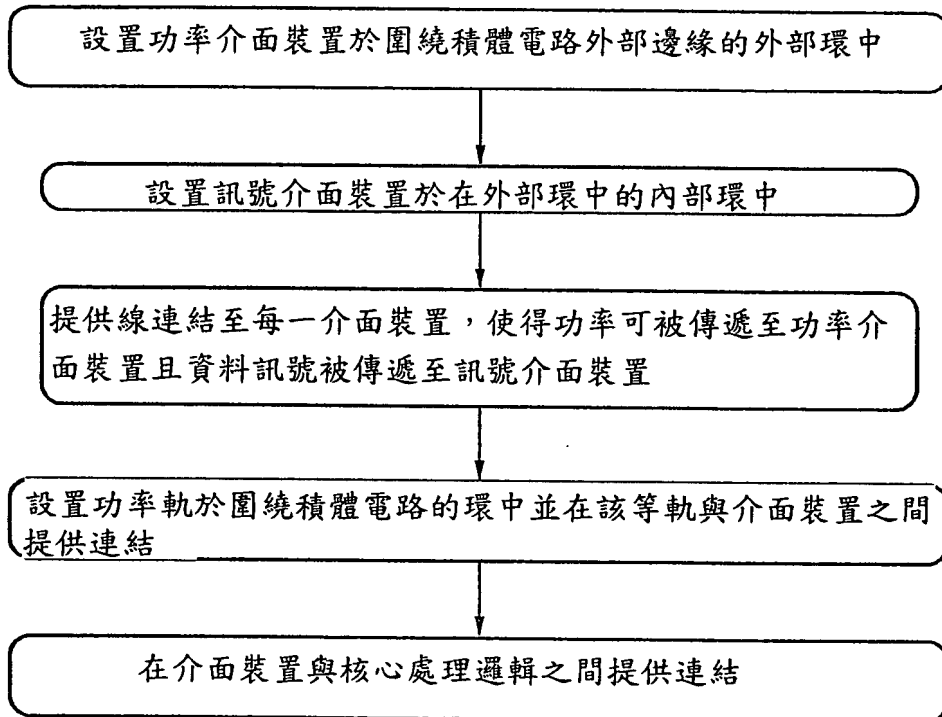 設置功率介面裝置於圍繞積體電路外部邊緣的外部環中
設置訊號介面裝置於在外部環中的內部環中
提供線連結至每一介面裝置，使得功率可被傳遞至功率介
面裝置且資料訊號被傳遞至訊號介面裝置
設置功率軌於圍繞積體電路的環中並在該等軌與介面裝置之間
提供連結
在介面裝置與核心處理邏輯之間提供連結